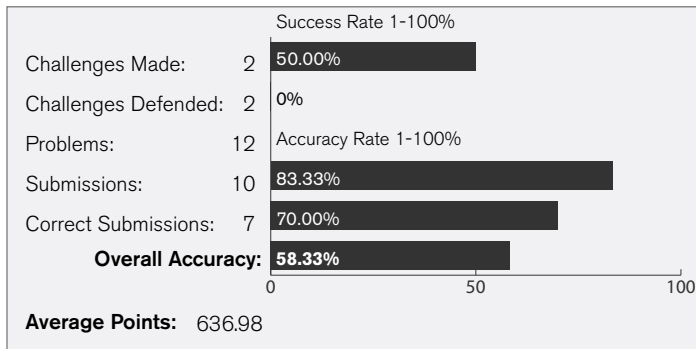 Success Rate 1-100%
Challenges Made: 2 50.00%
Challenges Defended: 2 0%
Problems: 12 Accuracy Rate 1-100%
Submissions: 10 83.33%
Correct Submissions: 7 70.00%
Overall Accuracy: 58.33%
0 50 100
Average Points: 636.98